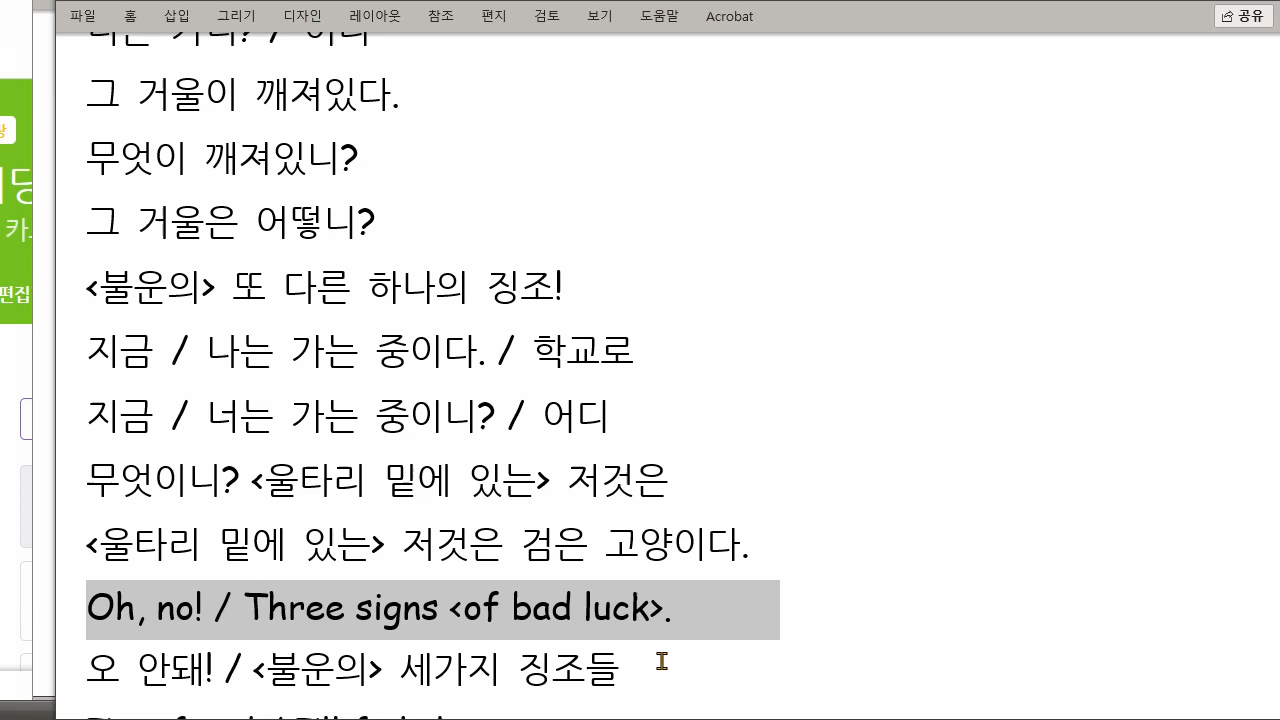 파일 홈 삽입 그리기 디자인 레이아웃 참조 편지 검토 보기 도움말 Acrobat 공유
그 거울이 깨져있다.
무엇이 깨져있니?
그 거울은 어떻니?
<불운의> 또 다른 하나의 징조!
지금 / 나는 가는 중이다. / 학교로
지금 / 너는 가는 중이니? / 어디
무엇이니? <울타리 밑에 있는> 저것은
<울타리 밑에 있는> 저것은 검은 고양이다.
Oh, no! / Three signs <of bad luck>.
오 안돼! / <불운의> 세가지 징조들
편집